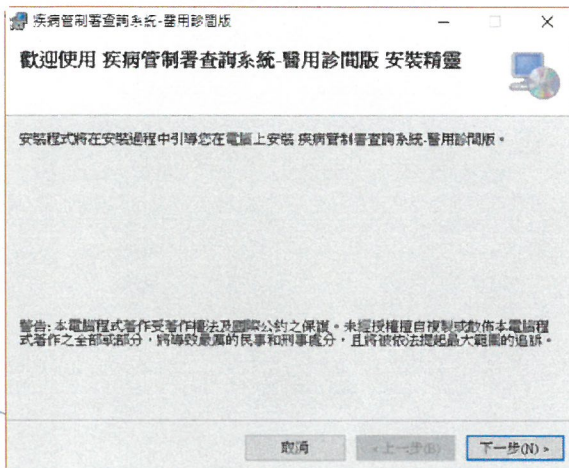 疾病管制署查詢系統-醫用診間版
歡迎使用 疾病管制署查詢系統-醫用診間版 安裝精靈
安裝程式將在安裝過程中引導您在電腦上安裝 疾病管制署查詢系統-醫用診間版。
警告: 本電腦程式著作受著作權法及國際公約之保護。未經授權擅自複製或散佈本電腦程
式著作之全部或部分，將導致嚴厲的民事和刑事處分，且將被依法提起最大範圍的追訴。
取消
<上一步(B)
下一步(N) >